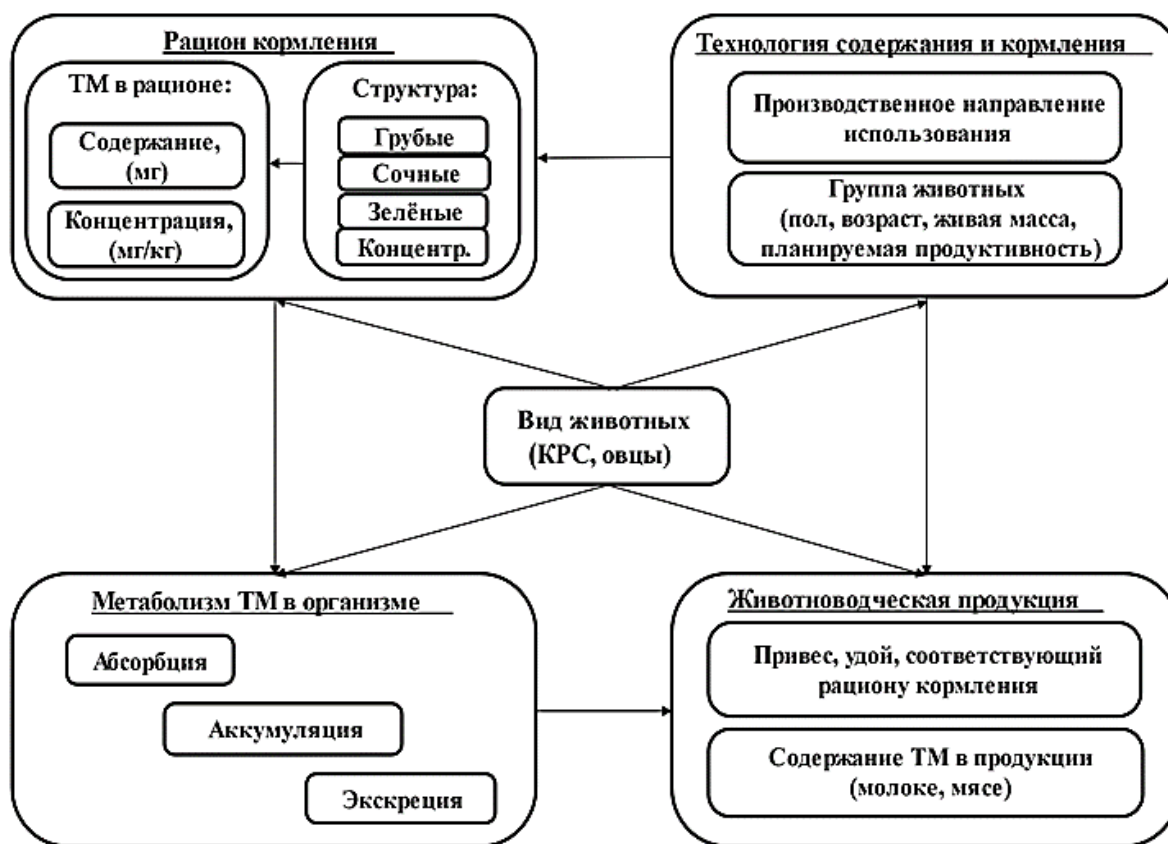 Рацион кормления
ТМ в рационе:
Содержание,
(мг)
Концентрация,
(мг/кг)
Структура:
Грубые
Сочные
Зелёные
Концентр.
Технология содержания и кормления
Производственное направление
использования
Группа животных
(пол, возраст, живая масса,
планируемая продуктивность)
Вид животных
(КРС, овцы)
Метаболизм ТМ в организме
Абсорбция
Аккумуляция
Экскреция
Животноводческая продукция
Привес, удой, соответствующий
рациону кормления
Содержание ТМ в продукции
(молоке, мясе)